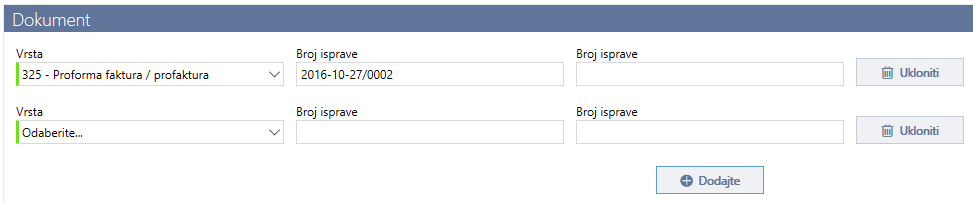 Dokument
Vrsta Broj isprave Broj isprave
325 - Proforma faktura / profaktura 2016-10-27/0002 Ukloniti
Vrsta Broj isprave Broj isprave
Odaberite... Ukloniti
Dodajte